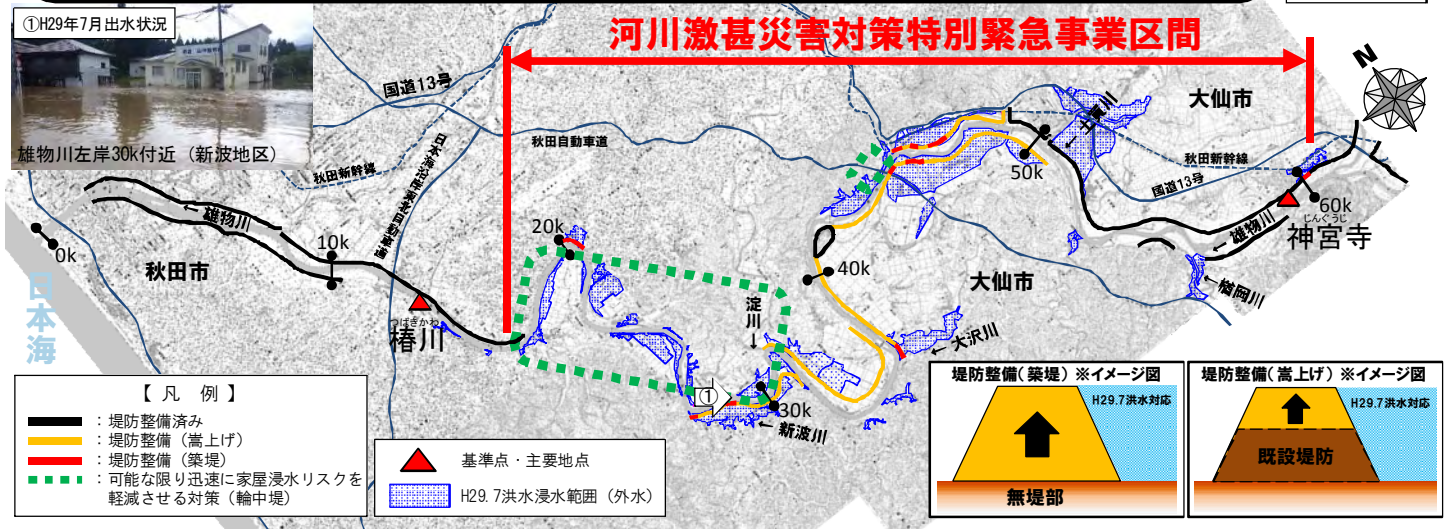 ①H29年7月出水状況
雄物川左岸30k付近（新波地区）
河川激甚災害対策特別緊急事業区間
N
国道13号
日本海沿岸東北自動車道
秋田新幹線
秋田自動車道
大仙市
土買川
秋田新幹線
国道13号
50k
60k
じんぐうじ
神宮寺
←雄物川
楢岡川
0k
日本海
秋田市
←雄物川
10k
つばきかわ
椿川
20k
淀川
40k
大仙市
←大沢川
①
30k
←新波川
【凡 例】
：堤防整備済み
：堤防整備（嵩上げ）
：堤防整備（築堤）
：可能な限り迅速に家屋浸水リスクを
軽減させる対策（輪中堤）
基準点・主要地点
H29.7洪水浸水範囲（外水）
堤防整備(築堤) ※イメージ図
H29.7洪水対応
無堤部
堤防整備(嵩上げ) ※イメージ図
H29.7洪水対応
既設堤防